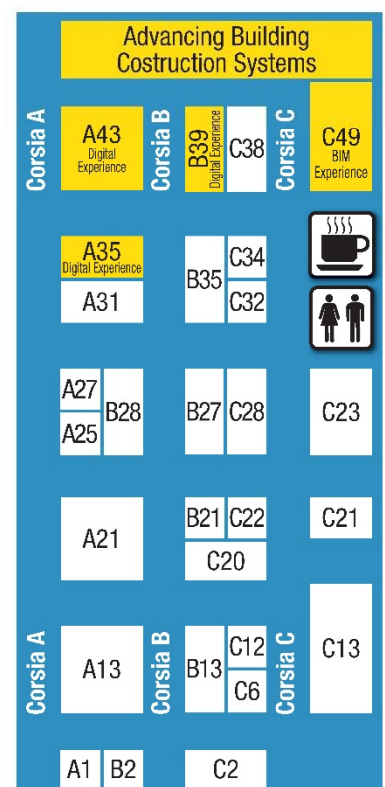 Advancing Building
Costruction Systems
Corsia A
A43
Digital
Experience
Corsia B
B39
Digital Experience
C38
Corsia C
C49
BIM
Experience
A35
Digital Experience
A31
B35
C34
C32
A27
A25
B28
B27
C28
C23
A21
B21
C22
C20
C21
Corsia A
A13
Corsia B
B13
C12
C6
Corsia C
C13
A1
B2
C2